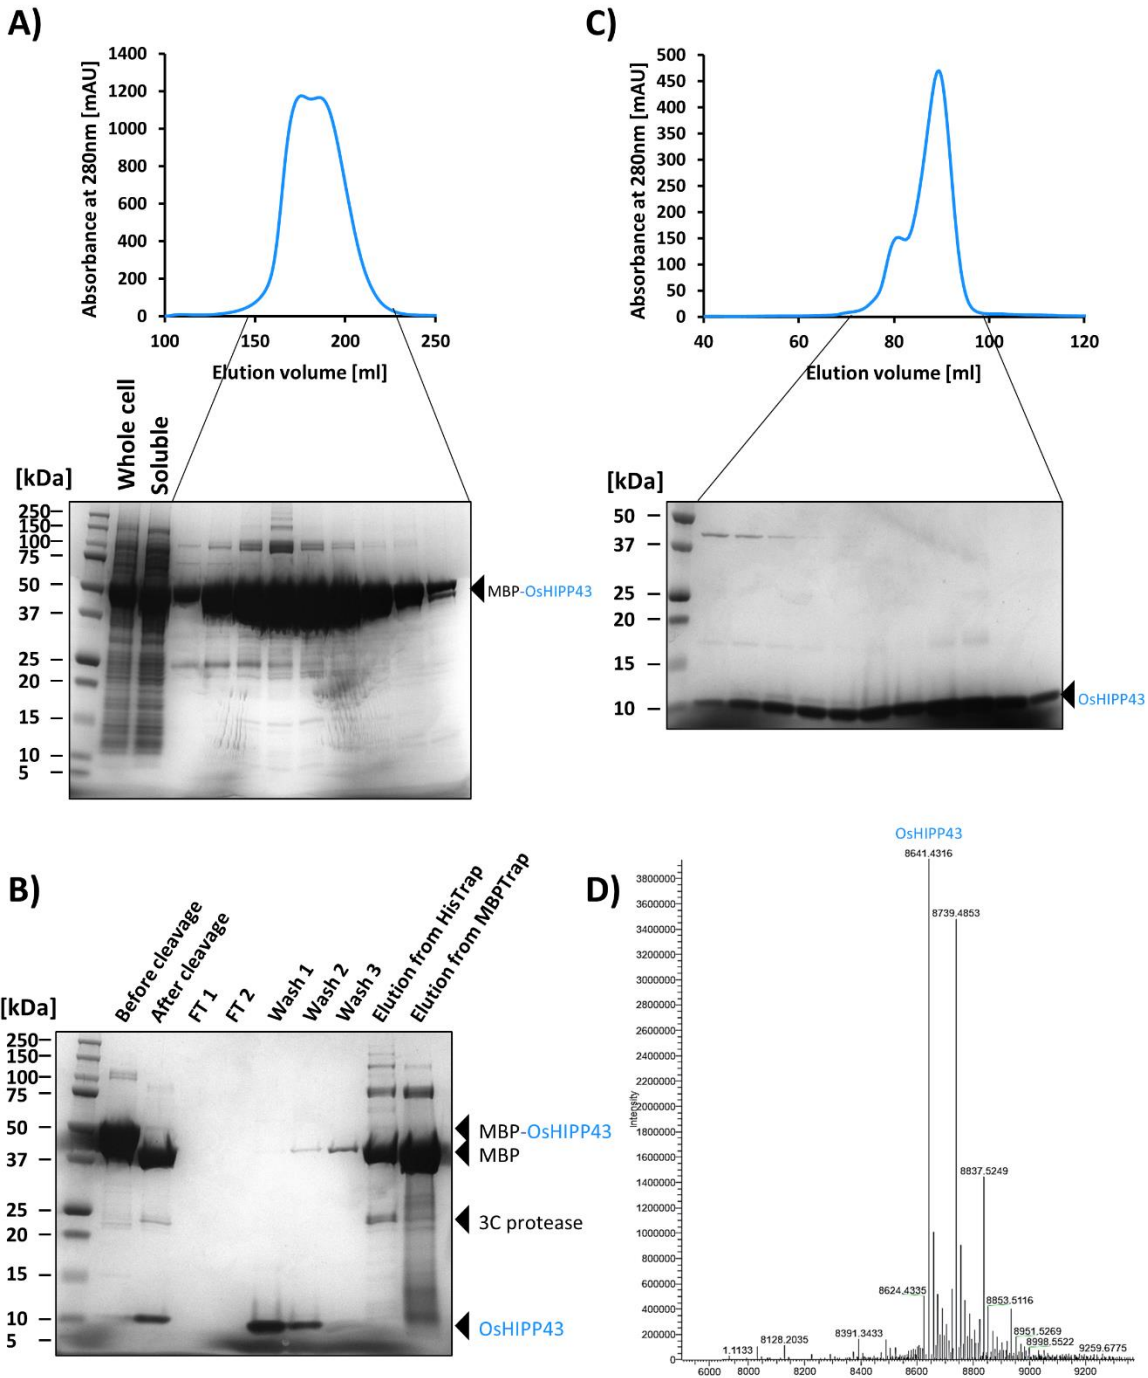 A)
Absorbance at 280nm [mAU]
1400
1200
1000
800
600
400
200
0
100 150 200 250
Elution volume [ml]
Whole cell
Soluble
[kDa]
250
150
100
75
50
37
25
20
15
10
5
MBP-OsHIPP43
C)
Absorbance at 280nm [mAU]
500
450
400
350
300
250
200
150
100
50
0
40 60 80 100 120
Elution volume [ml]
[kDa]
50
37
25
20
15
10
OsHIPP43
B)
Before cleavage
After cleavage
FT 1
FT 2
Wash 1
Wash 2
Wash 3
Elution from HisTrap
Elution from MBPTrap
[kDa]
250
150
100
75
50
37
25
20
15
10
5
MBP-OsHIPP43
MBP
3C protease
OsHIPP43
D)
OsHIPP43
8641.4316
8739.4853
8837.5249
8624.4335
8853.5116
8951.5269
8998.5522
9259.6775
8391.3433
8128.2035
1.1133
Intensity
3800000
3600000
3400000
3200000
3000000
2800000
2600000
2400000
2200000
2000000
1800000
1600000
1400000
1200000
1000000
800000
600000
400000
200000
0
6000 8000 8200 8400 8600 8800 9000 9200